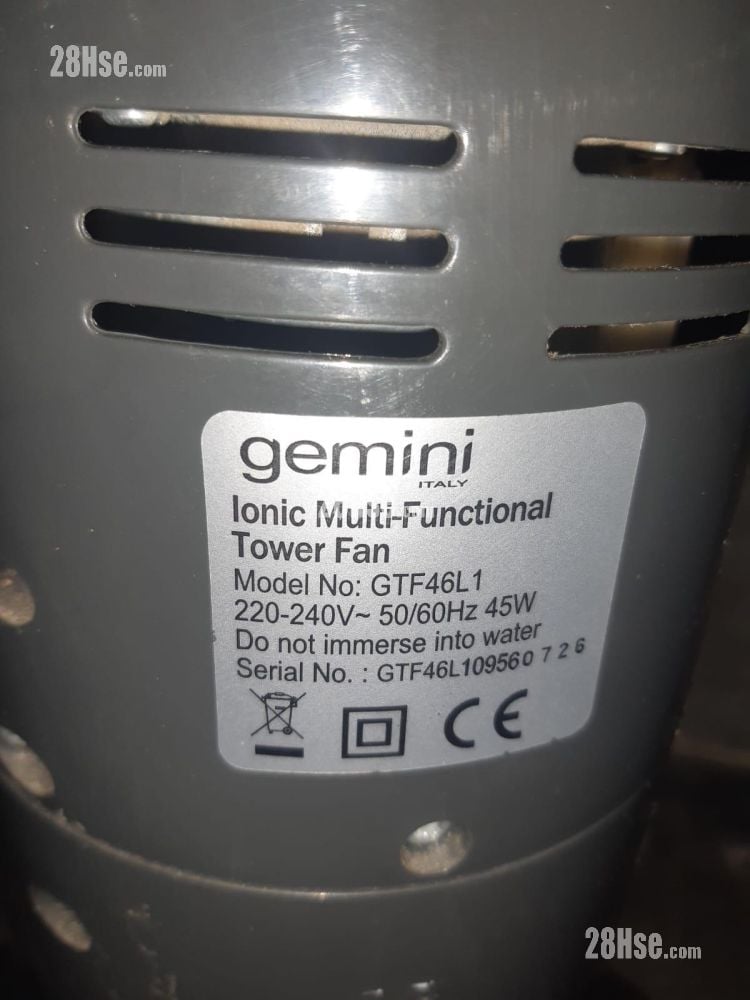 28Hse.com
gemini
ITALY
Ionic Multi-Functional
Tower Fan
Model No: GTF46L1
220-240V~ 50/60Hz 45W
Do not immerse into water
Serial No. : GTF46L109560726
CE
28Hse.com